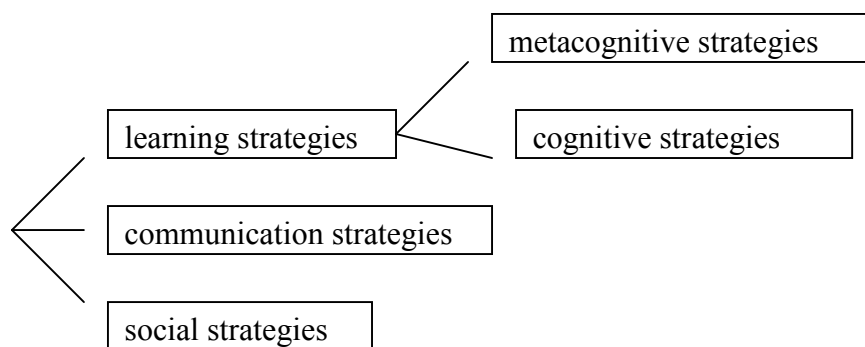 metacognitive strategies
learning strategies
cognitive strategies
communication strategies
social strategies